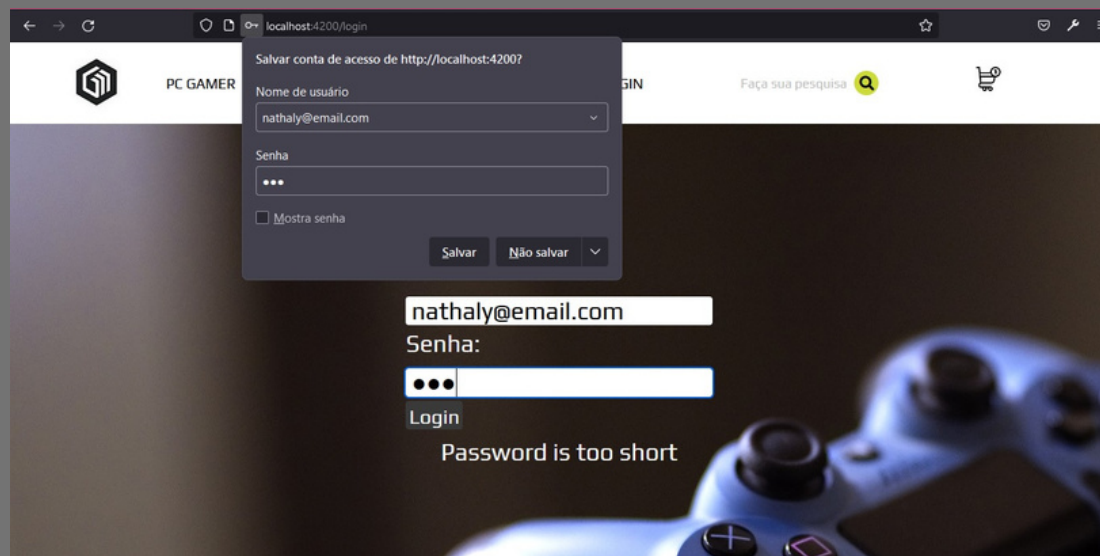 localhost:4200/login
Salvar conta de acesso de http://localhost:4200?
PC GAMER
GIN
Faça sua pesquisa
Nome de usuário
nathaly@email.com
Senha
●●●
Mostra senha
Salvar
Não salvar
nathaly@email.com
Senha:
●●●
Login
Password is too short